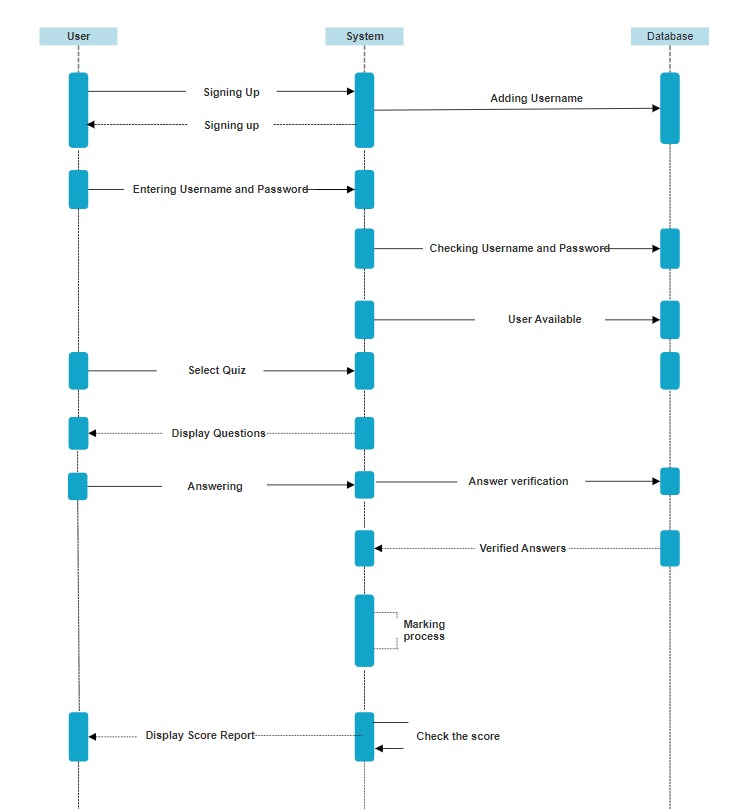 User
System
Database
Signing Up
Adding Username
Signing up
Entering Username and Password
Checking Username and Password
User Available
Select Quiz
Display Questions
Answering
Answer verification
Verified Answers
Marking
process
Display Score Report
Check the score